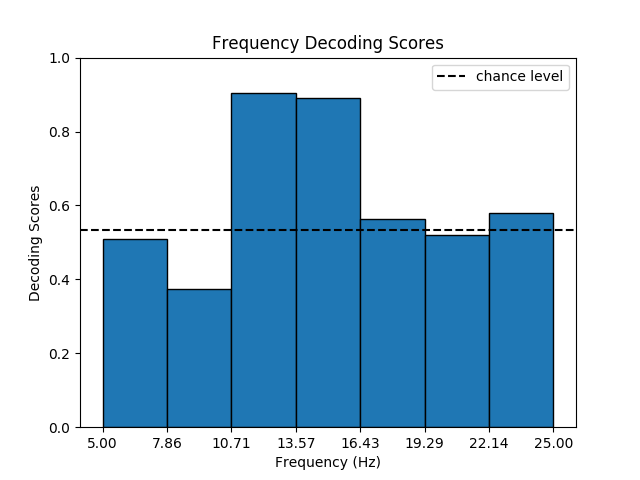 Frequency Decoding Scores
chance level
1.0
0.8
0.6
0.4
0.2
0.0
Decoding Scores
5.00 7.86 10.71 13.57 16.43 19.29 22.14 25.00
Frequency (Hz)